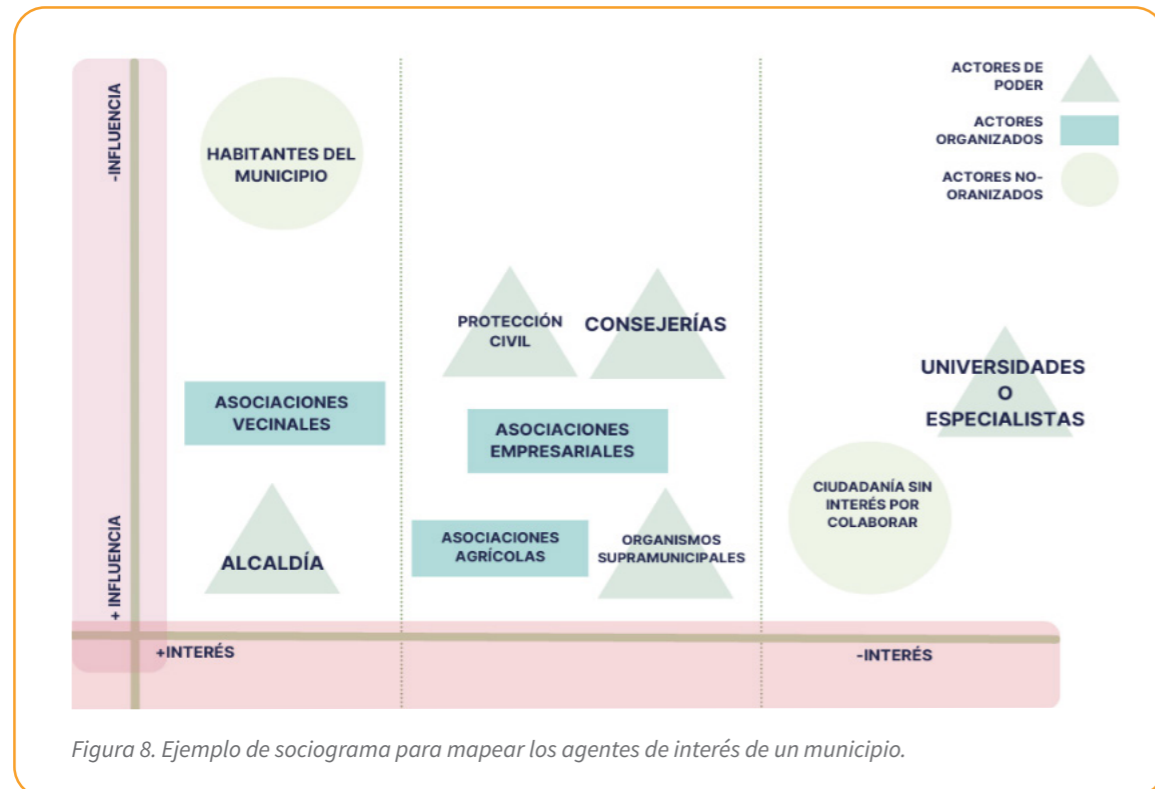 -INFLUENCIA
+ INFLUENCIA
HABITANTES DEL
MUNICIPIO
ASOCIACIONES
VECINALES
ALCALDÍA
PROTECCIÓN
CIVIL
CONSEJERÍAS
ASOCIACIONES
EMPRESARIALES
ASOCIACIONES
AGRÍCOLAS
ORGANISMOS
SUPRAMUNICIPALES
ACTORES DE
PODER
ACTORES
ORGANIZADOS
ACTORES NO-
ORANIZADOS
UNIVERSIDADES
O
ESPECIALISTAS
CIUDADANÍA SIN
INTERÉS POR
COLABORAR
+INTERÉS
-INTERÉS
Figura 8. Ejemplo de sociograma para mapear los agentes de interés de un municipio.